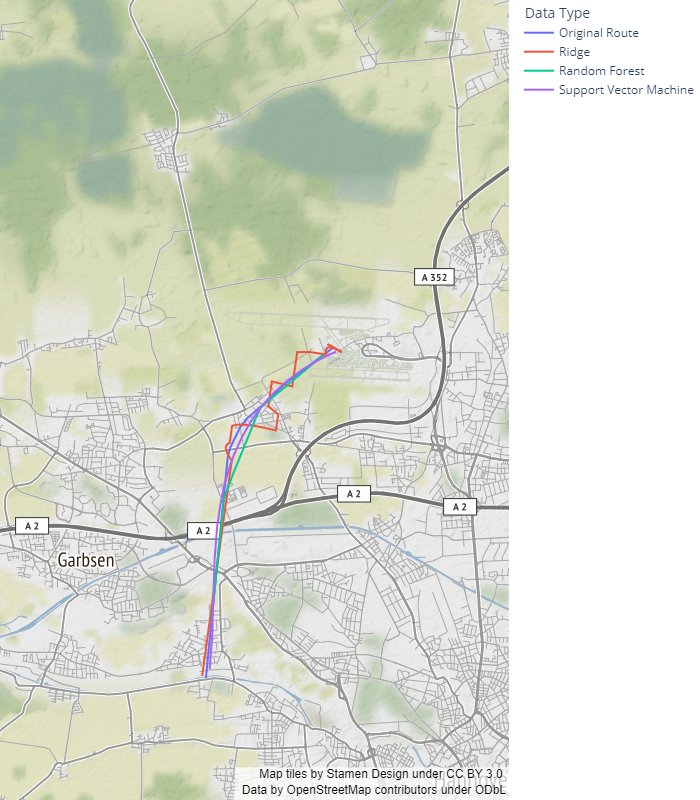 Data Type
Original Route
Ridge
Random Forest
Support Vector Machine
A 352
A 2
A 2
A 2
A 2
Garbsen
Map tiles by Stamen Design under CC BY 3.0.
Data by OpenStreetMap contributors under ODbL